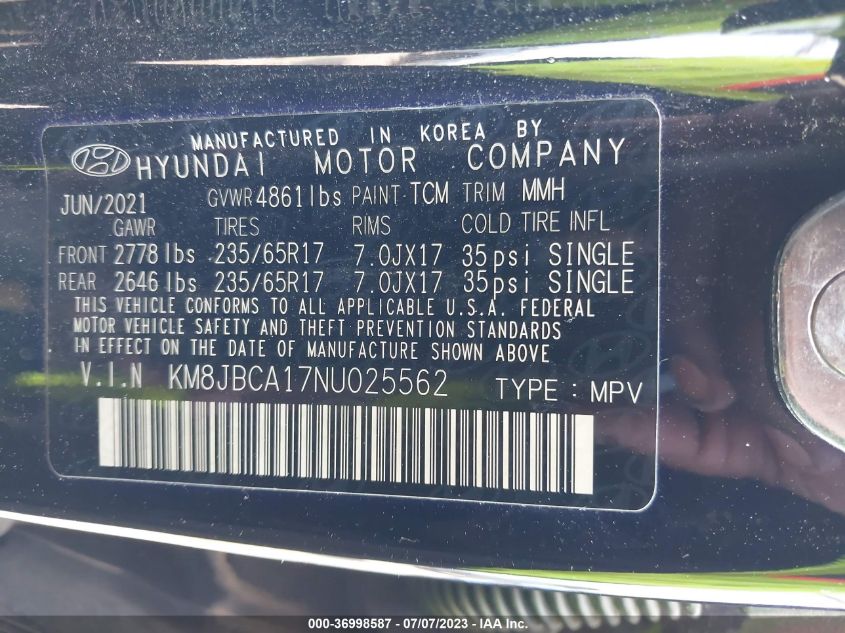 MANUFACTURED IN KOREA BY
HYUNDAI MOTOR COMPANY
JUN/2021 GVWR 4861lbs PAINT TCM TRIM MMH
GAWR TIRES RIMS COLD TIRE INFL
FRONT 2778 lbs 235/65R17 7.0JX17 35psi SINGLE
REAR 2646 lbs 235/65R17 7.0JX17 35psi SINGLE
THIS VEHICLE CONFORMS TO ALL APPLICABLE U.S.A. FEDERAL
MOTOR VEHICLE SAFETY AND THEFT PREVENTION STANDARDS
IN EFFECT ON THE DATE OF MANUFACTURE SHOWN ABOVE
V.I.N KM8JBCA17NU025562 TYPE: MPV
000-36998587 / 07/07/2023 - IAA Inc.